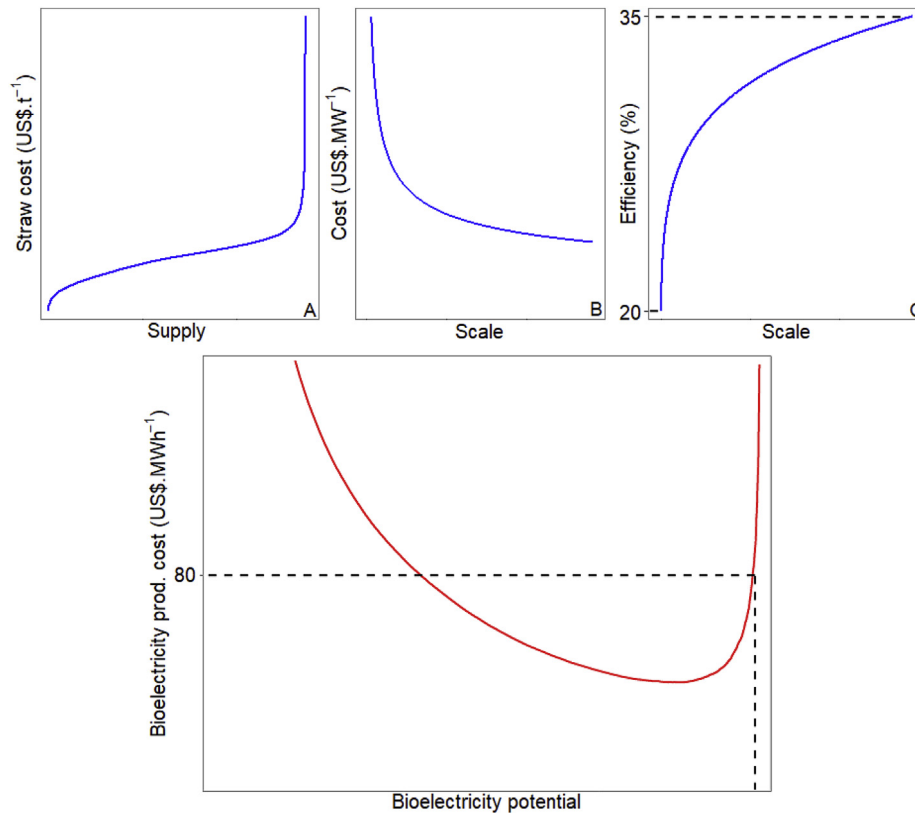 Straw cost (US$.t⁻¹)
Supply
A
Cost (US$.MW⁻¹)
Scale
B
Efficiency (%)
35
20
Scale
C
Bioelectricity prod. cost (US$.MWh⁻¹)
80
Bioelectricity potential